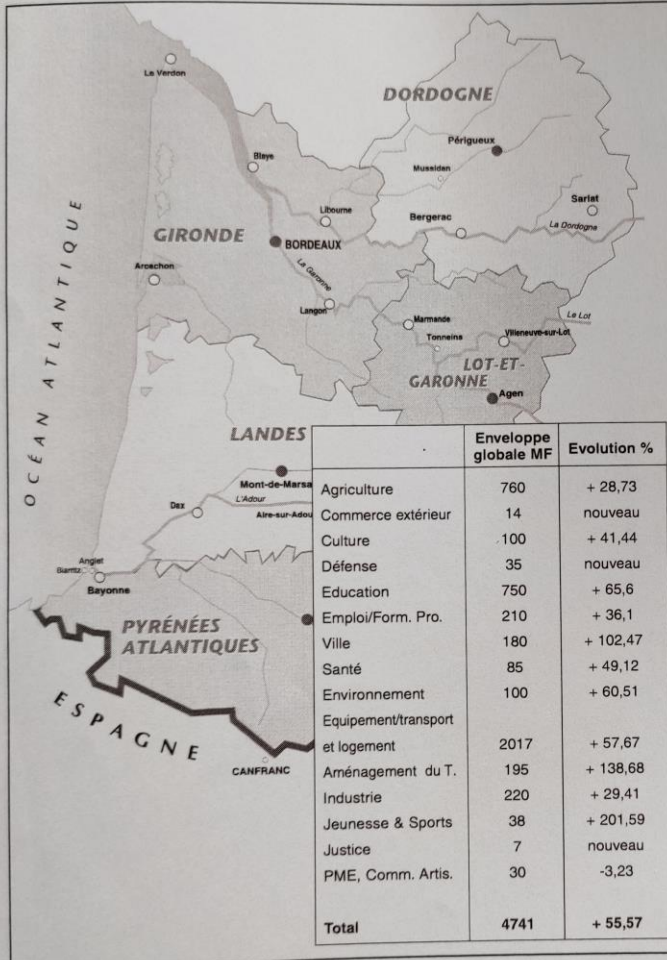 Le Verdon
DORDOGNE
Périgueux
Blaye
Mussidan
Sarlat
Libourne
Bergerac
La Dordogne
GIRONDE
BORDEAUX
OCÉAN ATLANTIQUE
Arcachon
La Garonne
Langon
Marmande
Le Lot
Tonneins
Villeneuve-sur-Lot
LOT-ET-
GARONNE
Agen
LANDES
Mont-de-Marsa
L'Adour
Dax
Aire-sur-Adou
Anglet
Biarritz
Bayonne
PYRÉNÉES
ATLANTIQUES
ESPAGNE
CANFRANC
Enveloppe
globale MF Evolution %
Agriculture 760 + 28,73
Commerce extérieur 14 nouveau
Culture 100 + 41,44
Défense 35 nouveau
Education 750 + 65,6
Emploi/Form. Pro. 210 + 36,1
Ville 180 + 102,47
Santé 85 + 49,12
Environnement 100 + 60,51
Equipement/transport
et logement 2017 + 57,67
Aménagement du T. 195 + 138,68
Industrie 220 + 29,41
Jeunesse & Sports 38 + 201,59
Justice 7 nouveau
PME, Comm. Artis. 30 -3,23
Total 4741 + 55,57